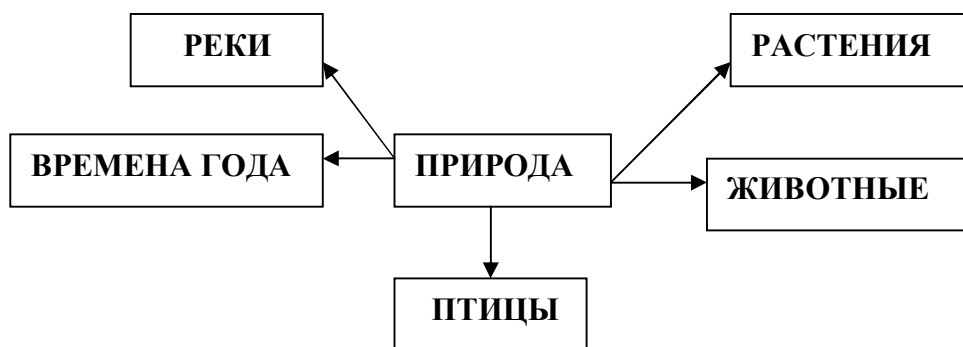 РЕКИ
РАСТЕНИЯ
ВРЕМЕНА ГОДА
ПРИРОДА
ЖИВОТНЫЕ
ПТИЦЫ